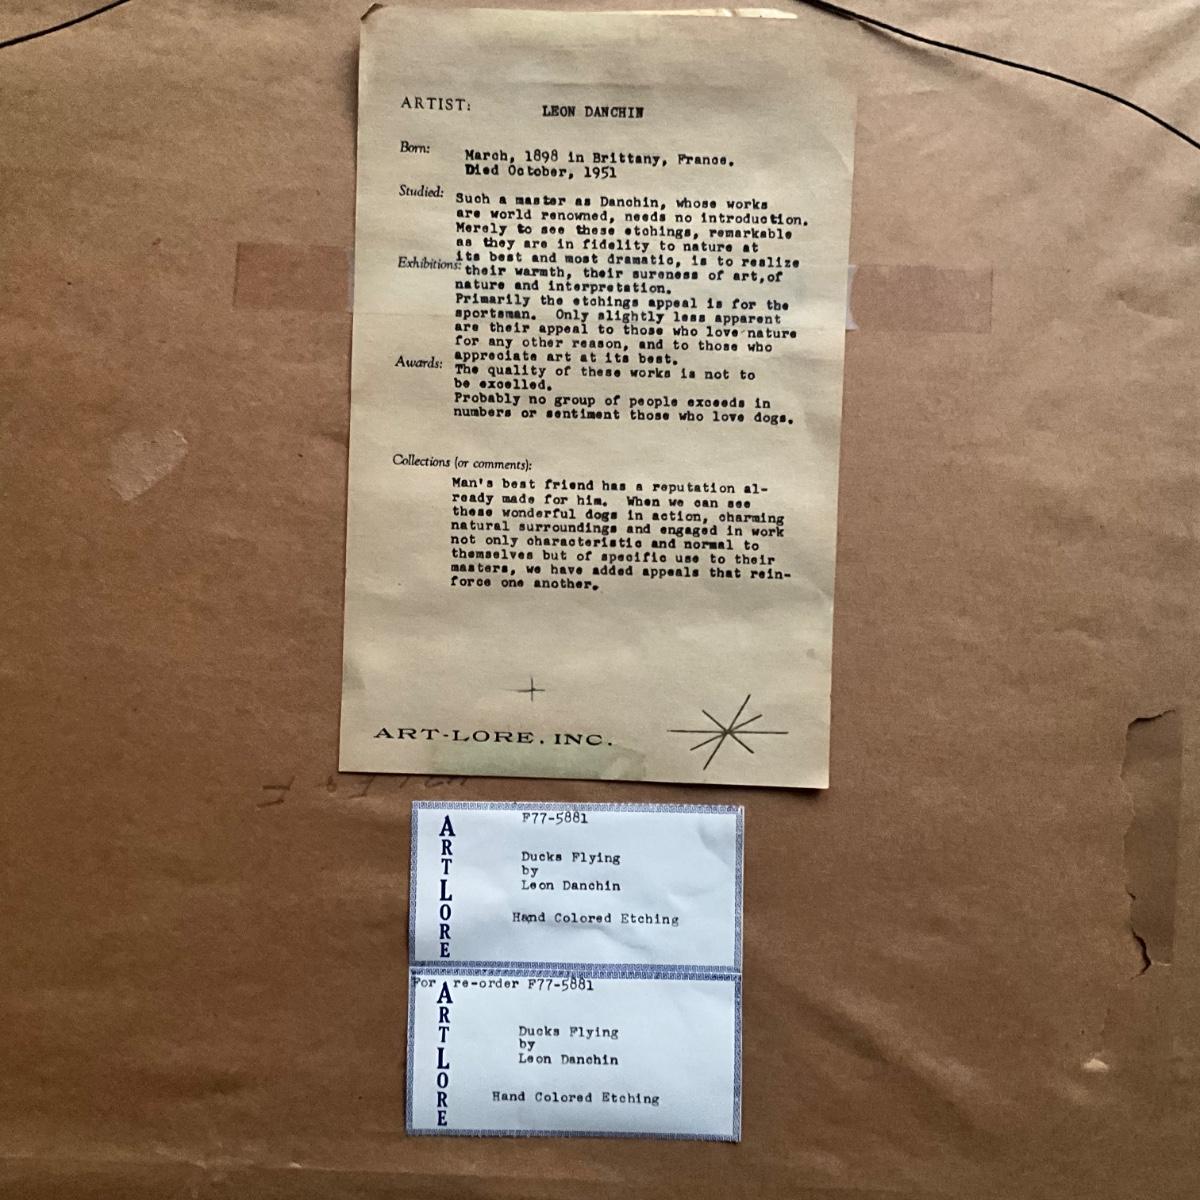 ARTIST: LEON DANCHIN
Born: March, 1898 in Brittany, France.
Died October, 1951
Studied: Such a master as Danchin, whose works
are world renowned, needs no introduction.
Merely to see these etchings, remarkable
as they are in fidelity to nature at
its best and most dramatic, is to realize
Exhibitions: their warmth, their sureness of art,of
nature and interpretation.
Primarily the etchings appeal is for the
sportsman. Only slightly less apparent
are their appeal to those who love nature
for any other reason, and to those who
appreciate art at its best.
Awards: The quality of these works is not to
be excelled.
Probably no group of people exceeds in
numbers or sentiment those who love dogs.
Collections (or comments):
Man's best friend has a reputation al-
ready made for him. When we can see
these wonderful dogs in action, charming
natural surroundings and engaged in work
not only characteristic and normal to
themselves but of specific use to their
masters, we have added appeals that rein-
force one another.
ART-LORE, INC.
ART LORE
F77-5881
Ducks Flying
by
Leon Danchin
Hand Colored Etching
ART LORE
For re-order F77-5881
Ducks Flying
by
Leon Danchin
Hand Colored Etching